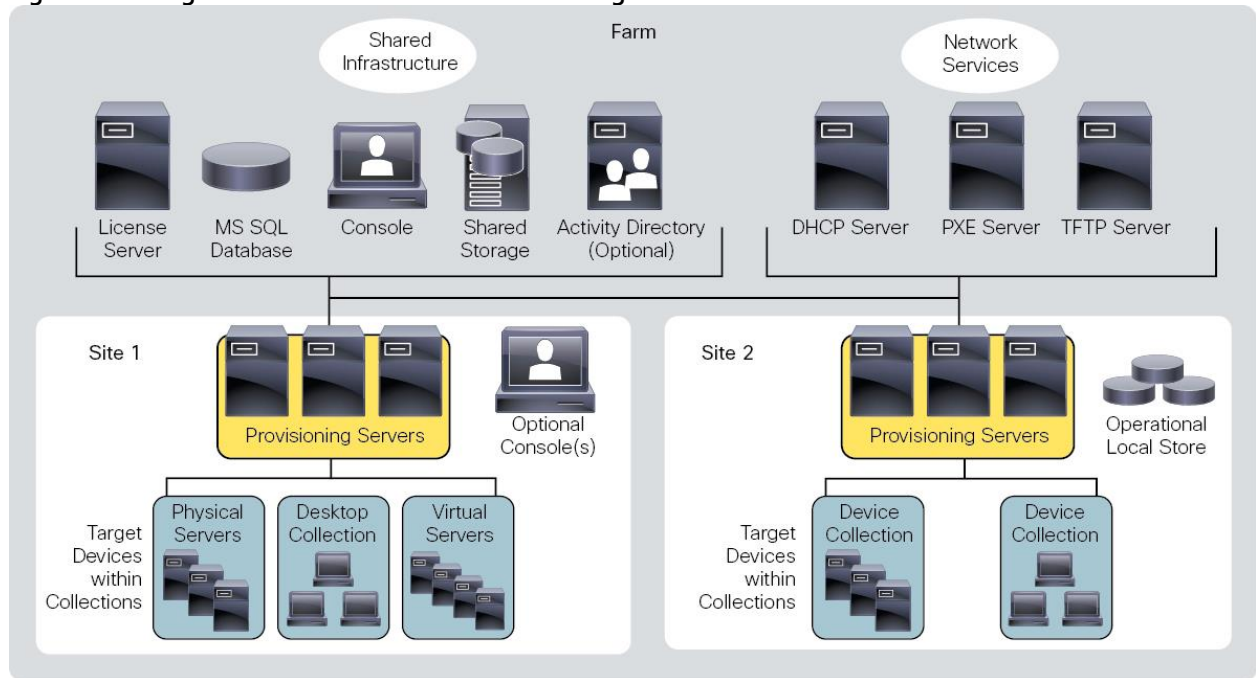 Farm
Shared
Infrastructure
Network
Services
License
Server
MS SQL
Database
Console
Shared
Storage
Activity Directory
(Optional)
DHCP Server
PXE Server
TFTP Server
Site 1
Provisioning Servers
Optional
Console(s)
Target
Devices
within
Collections
Physical
Servers
Desktop
Collection
Virtual
Servers
Site 2
Provisioning Servers
Operational
Local Store
Target
Devices
within
Collections
Device
Collection
Device
Collection